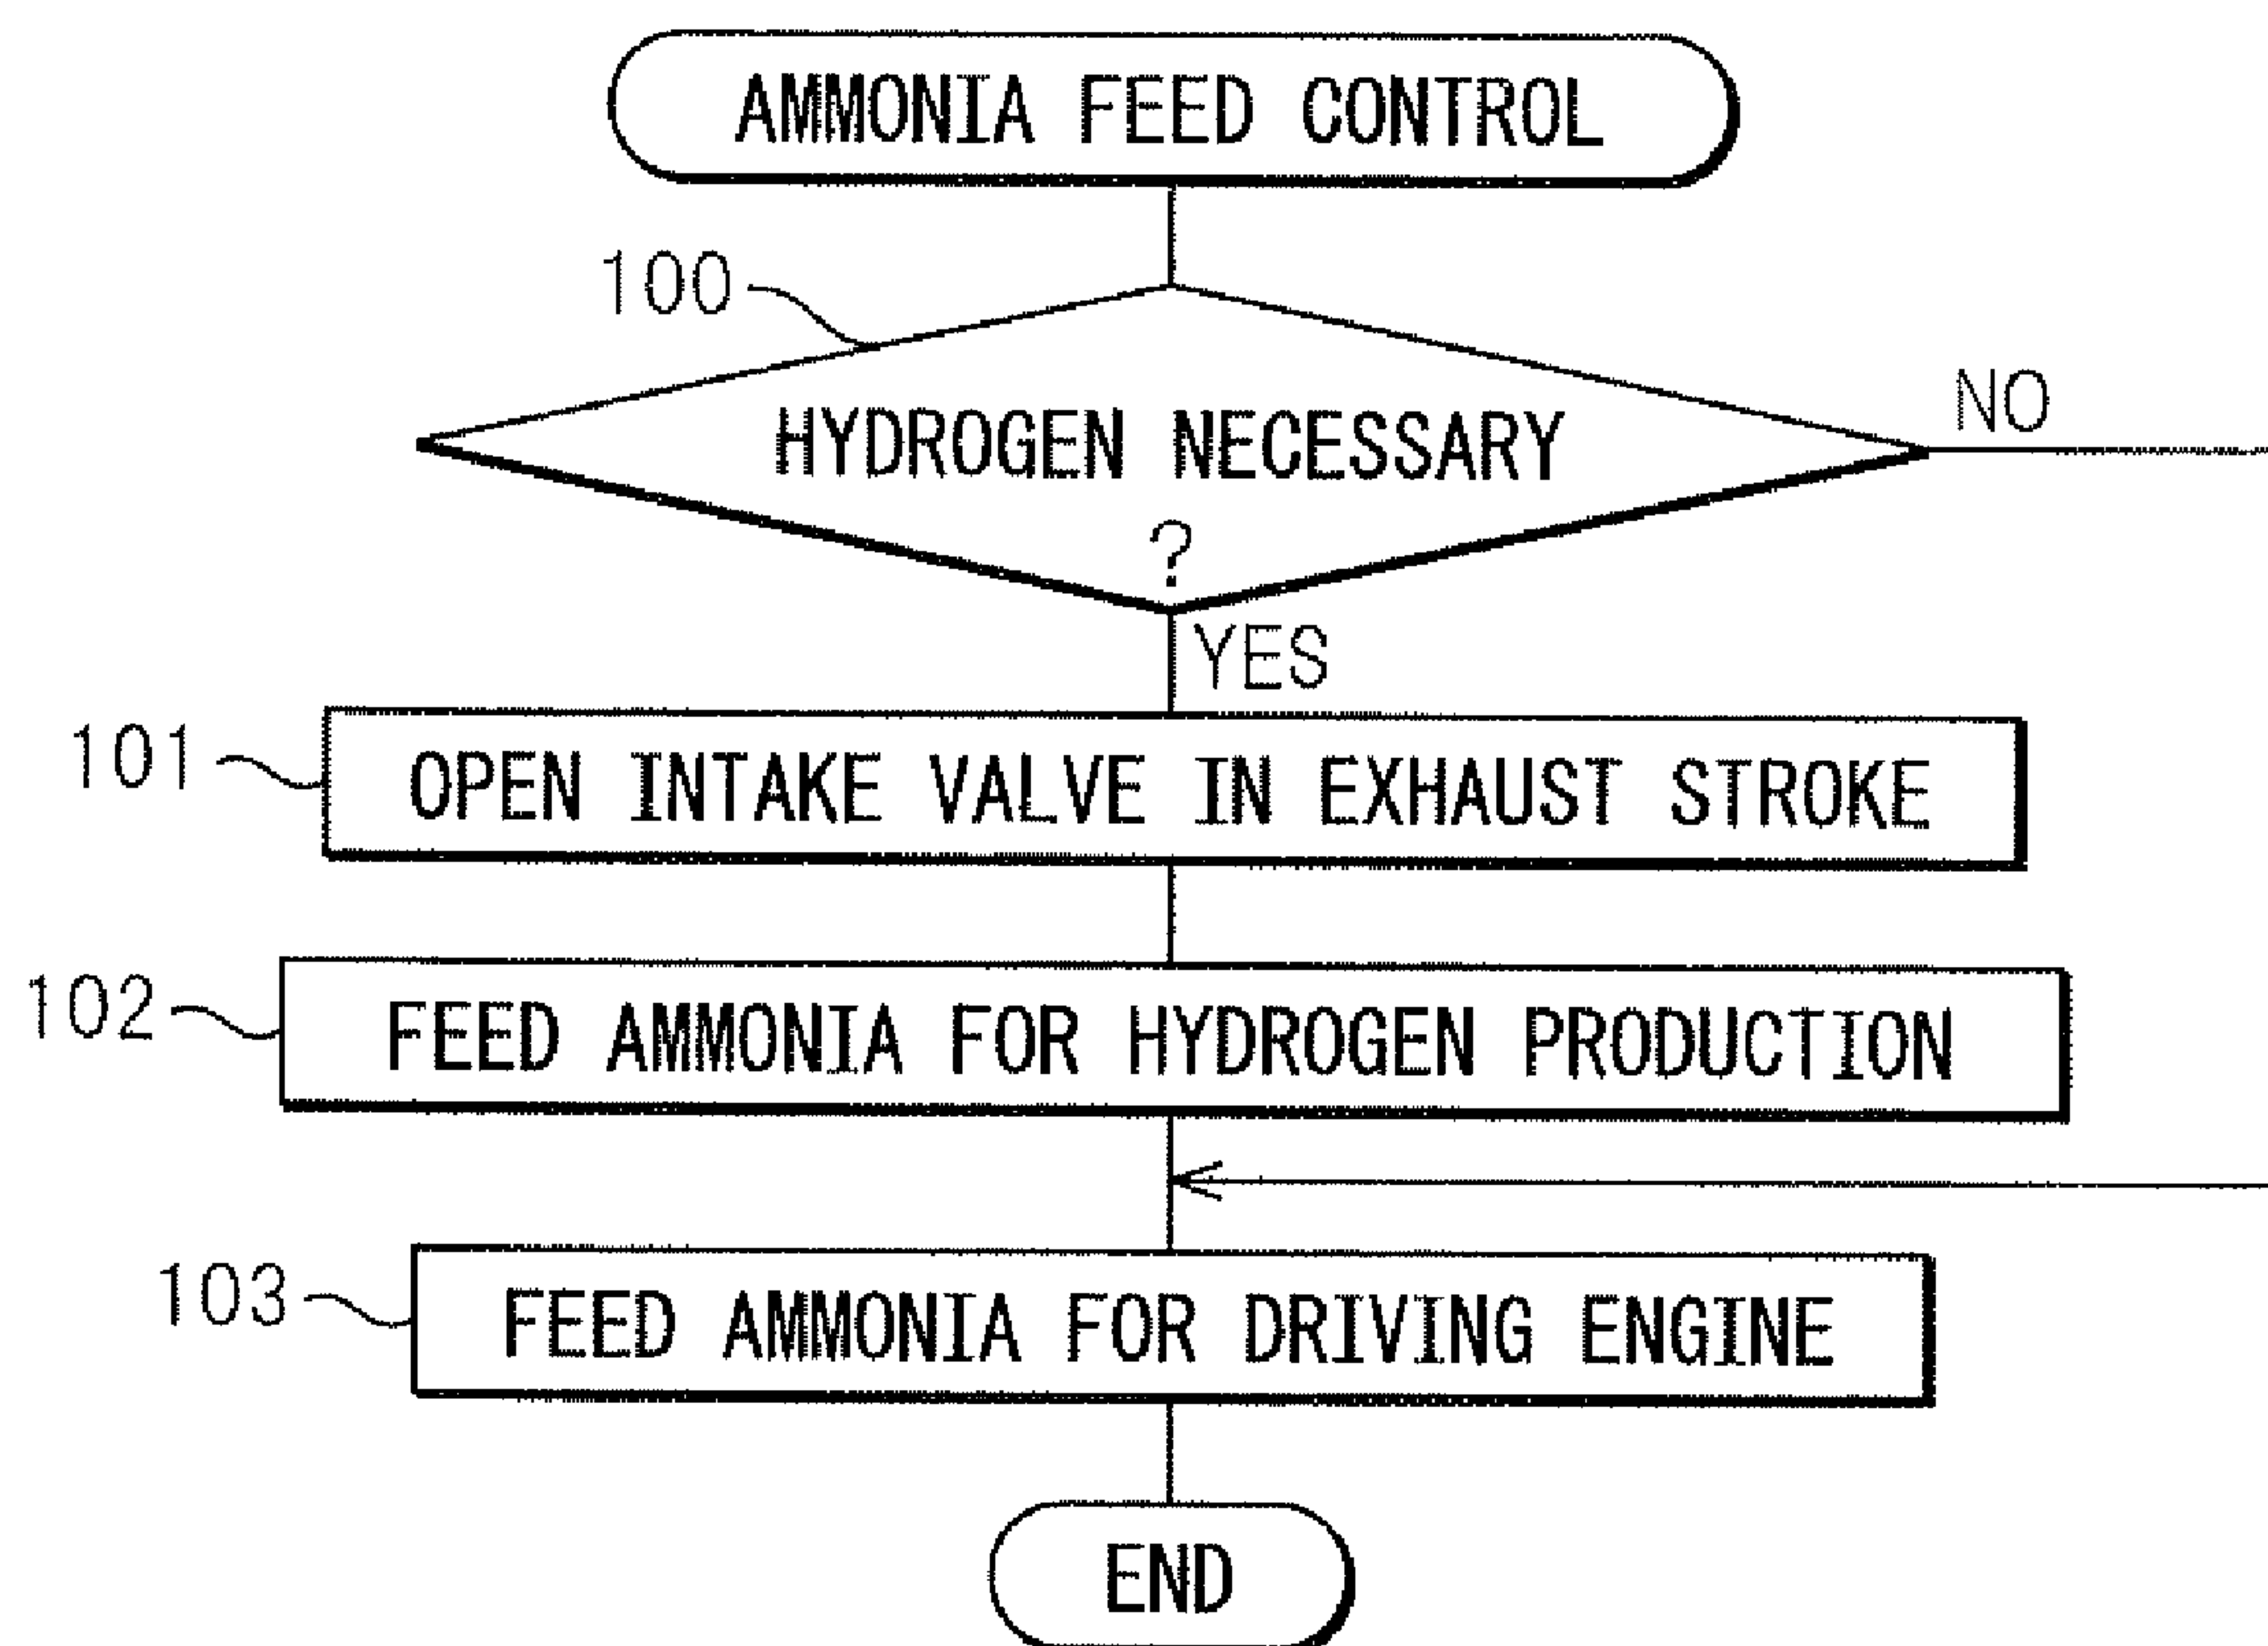 AMMONIA FEED CONTROL
100
HYDROGEN NECESSARY
?
NO
YES
101
OPEN INTAKE VALVE IN EXHAUST STROKE
102
FEED AMMONIA FOR HYDROGEN PRODUCTION
103
FEED AMMONIA FOR DRIVING ENGINE
END